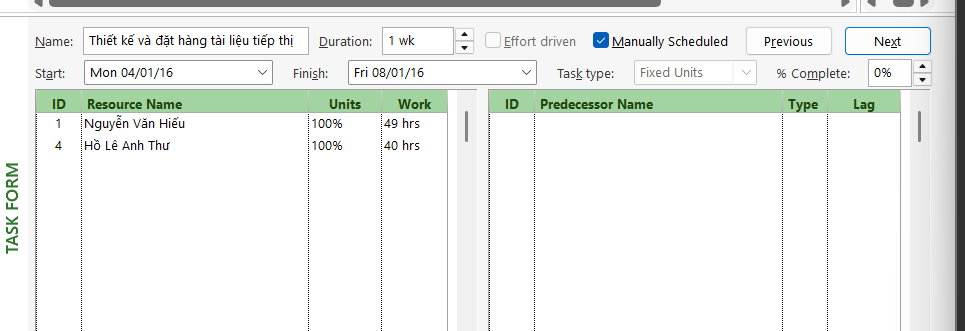 Name: Thiết kế và đặt hàng tài liệu tiếp thị Duration: 1 wk Effort driven Manually Scheduled Previous Next
Start: Mon 04/01/16 Finish: Fri 08/01/16 Task type: Fixed Units % Complete: 0%
ID Resource Name Units Work ID Predecessor Name Type Lag
1 Nguyễn Văn Hiếu 100% 49 hrs
4 Hồ Lê Anh Thư 100% 40 hrs
TASK FORM